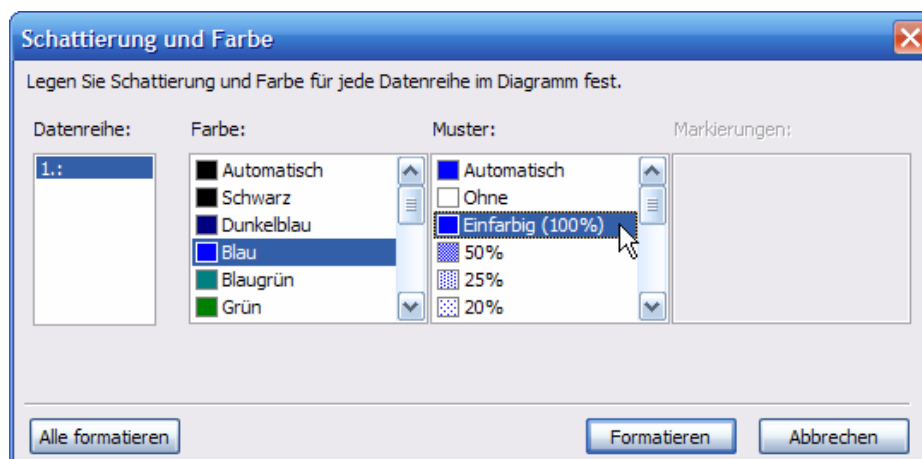 Schattierung und Farbe
Legen Sie Schattierung und Farbe für jede Datenreihe im Diagramm fest.
Datenreihe:
1.:
Farbe:
Automatisch
Schwarz
Dunkelblau
Blau
Blaugrün
Grün
Muster:
Automatisch
Ohne
Einfarbig (100%)
50%
25%
20%
Markierungen:
Alle formatieren
Formatieren
Abbrechen